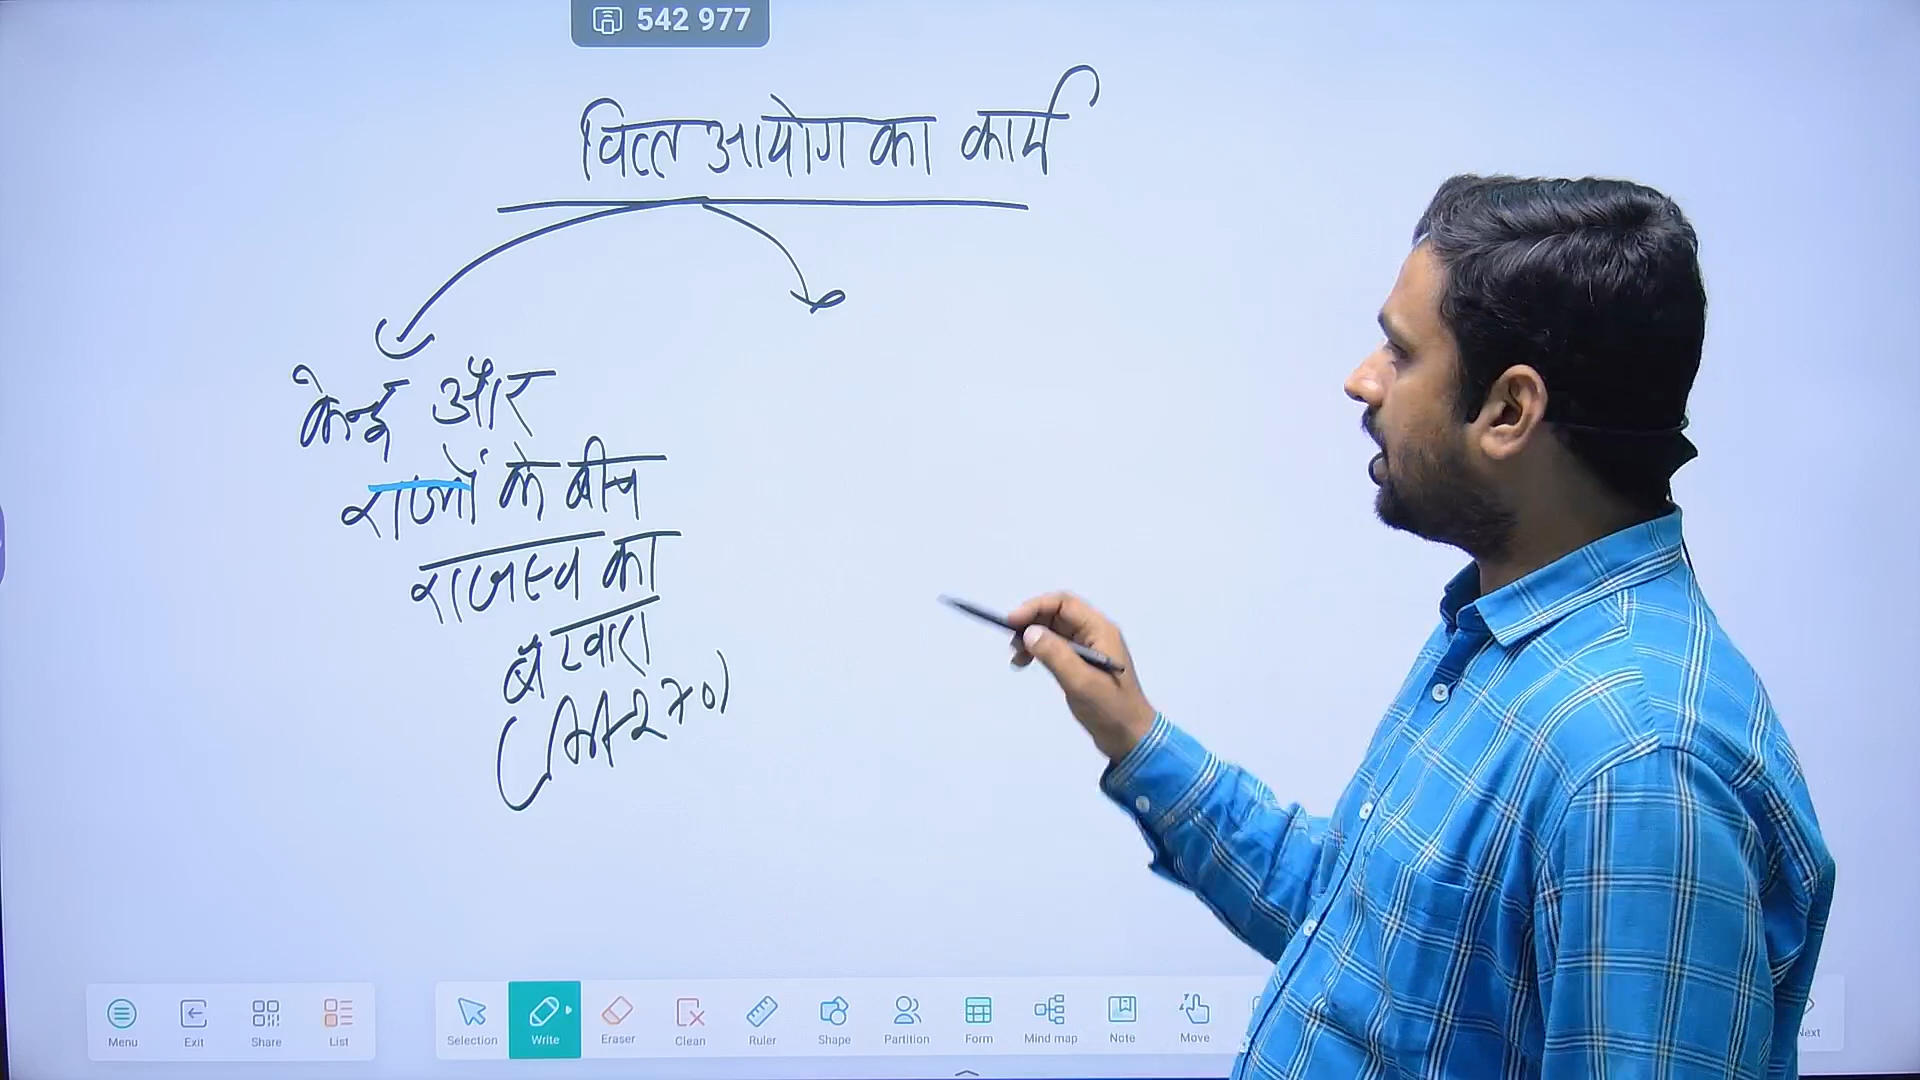 542 977
वित्त आयोग का कार्य
केन्द्र और
राज्यों के बीच
राजस्व का
बँटवारा
270)
Menu
Exit
Share
List
Selection
Write
Eraser
Clean
Ruler
Shape
Partition
Form
Mind map
Note
Move
Next